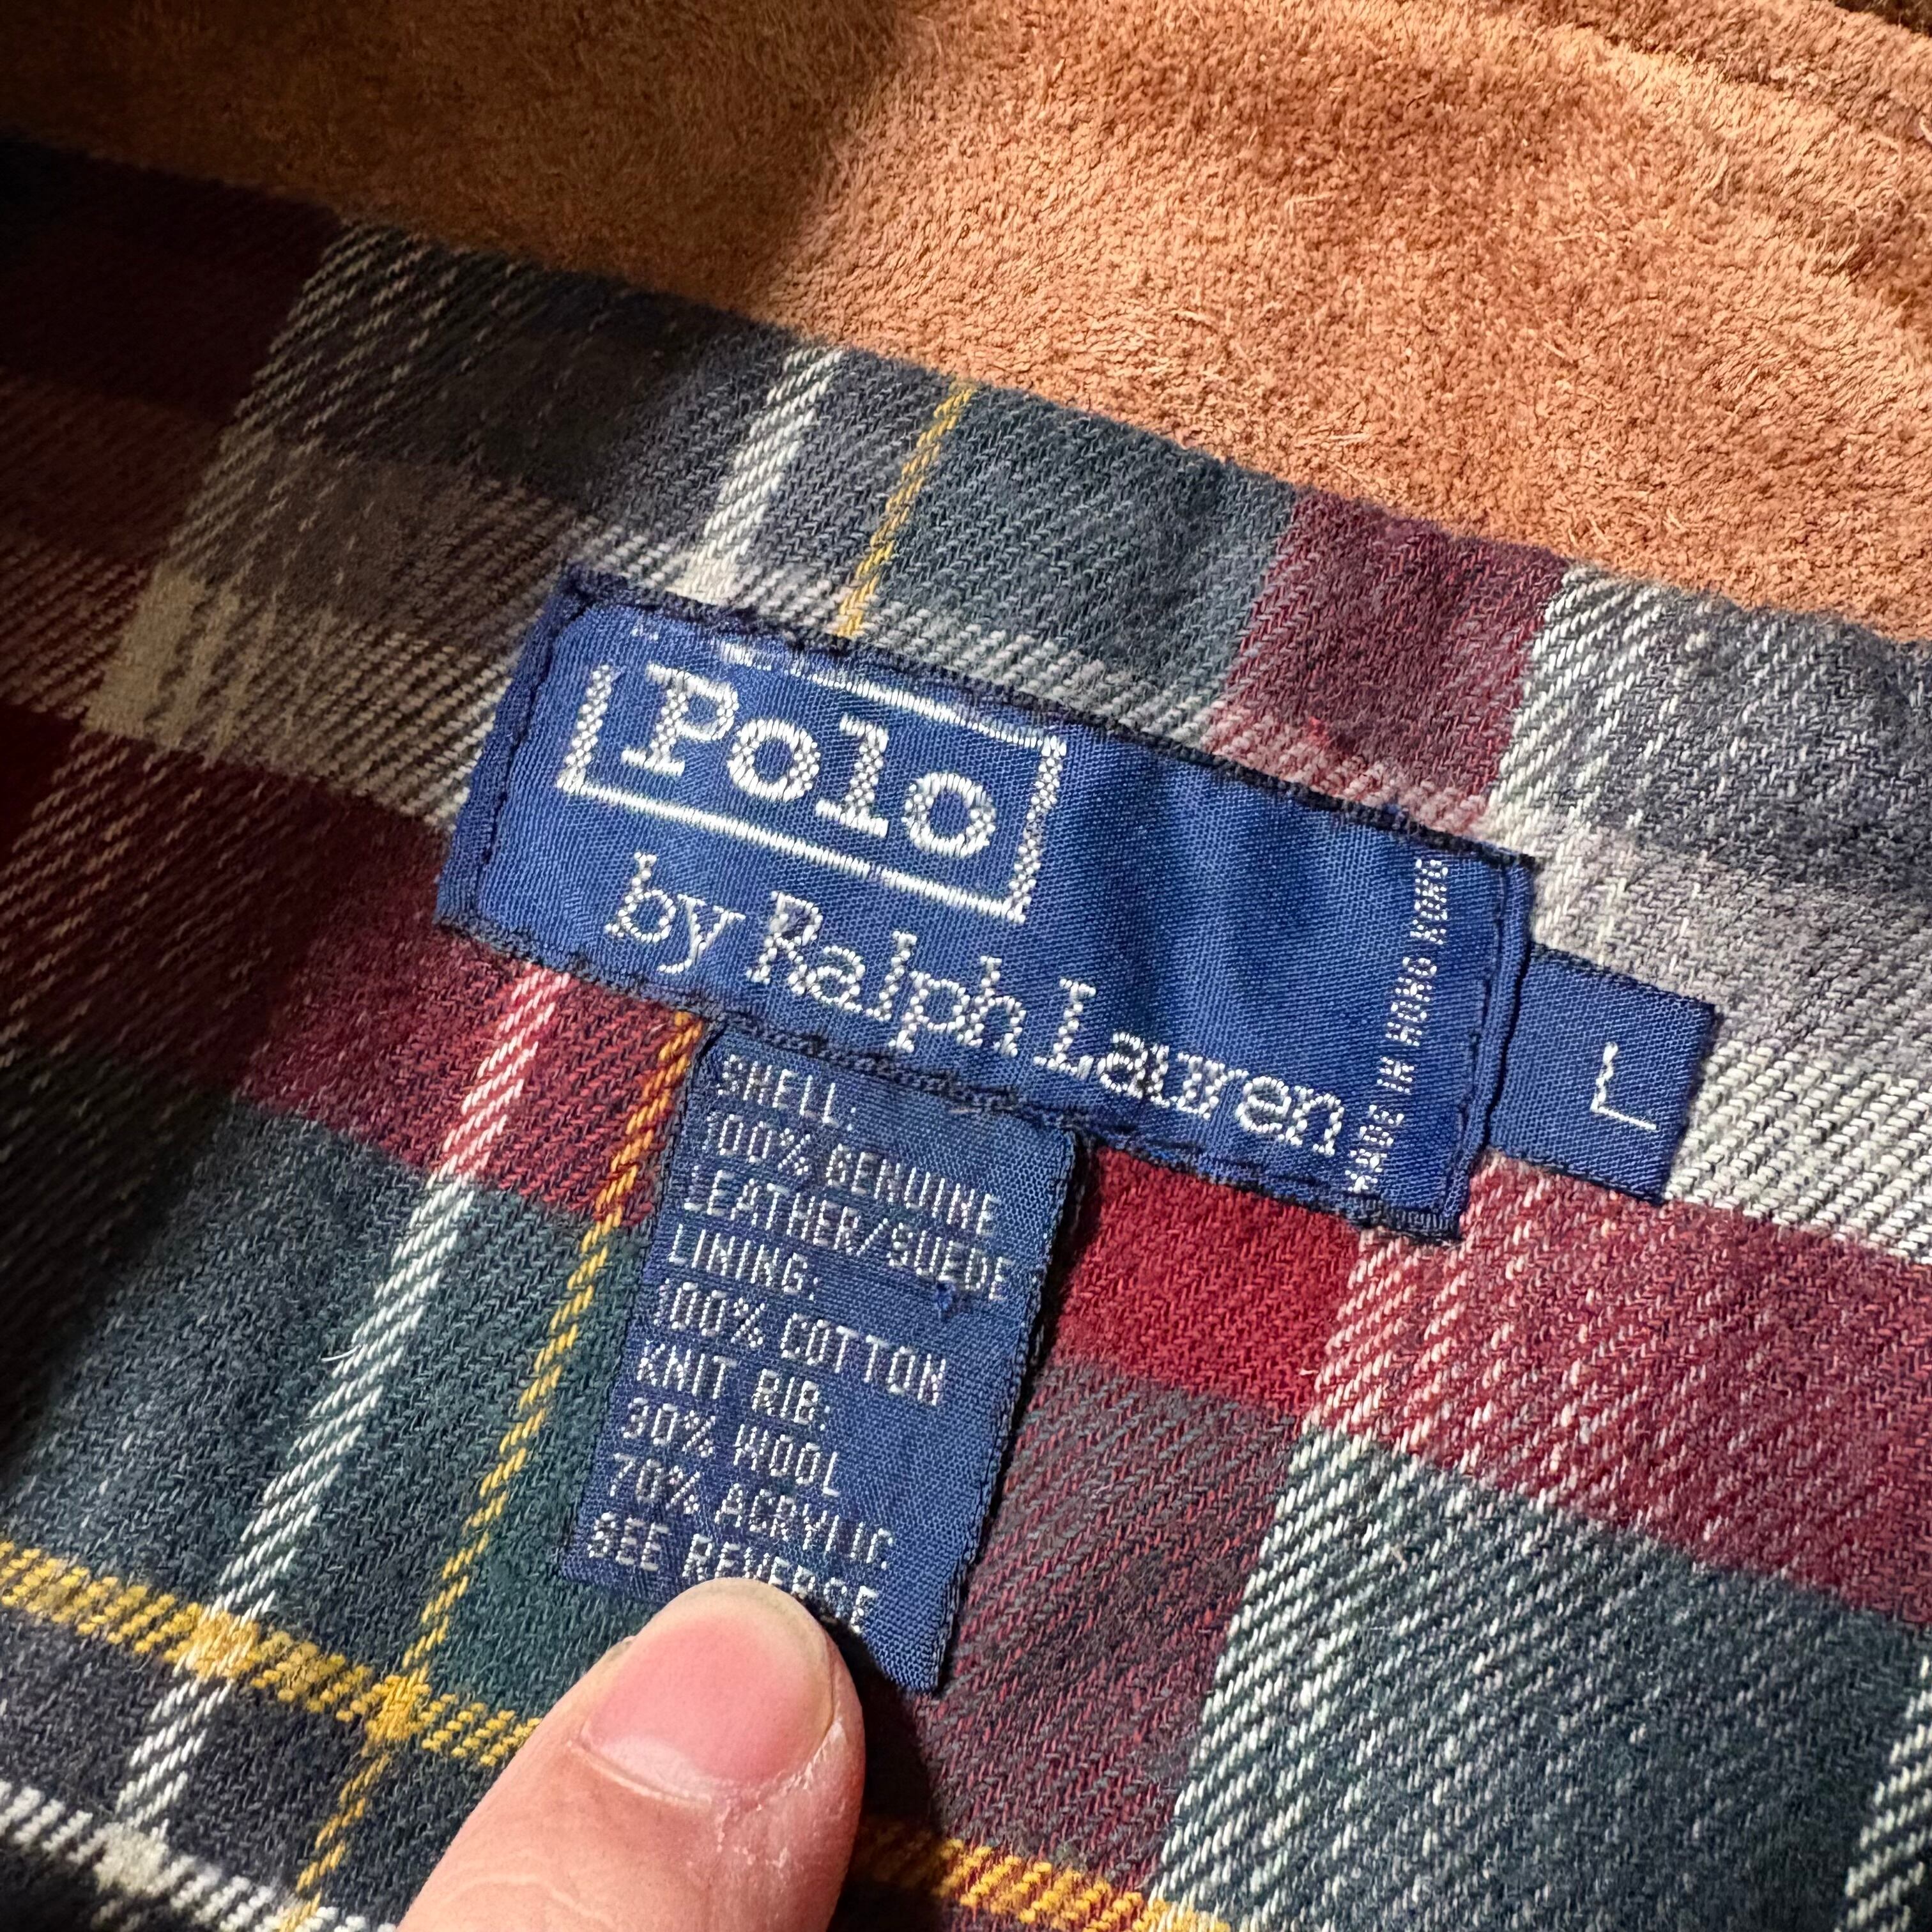 Polo
by Ralph Lauren
MADE IN HONG KONG
L
SHELL:
100% GENUINE
LEATHER/SUEDE
LINING:
100% COTTON
KNIT RIB:
30% WOOL
70% ACRYLIC
SEE REVERSE